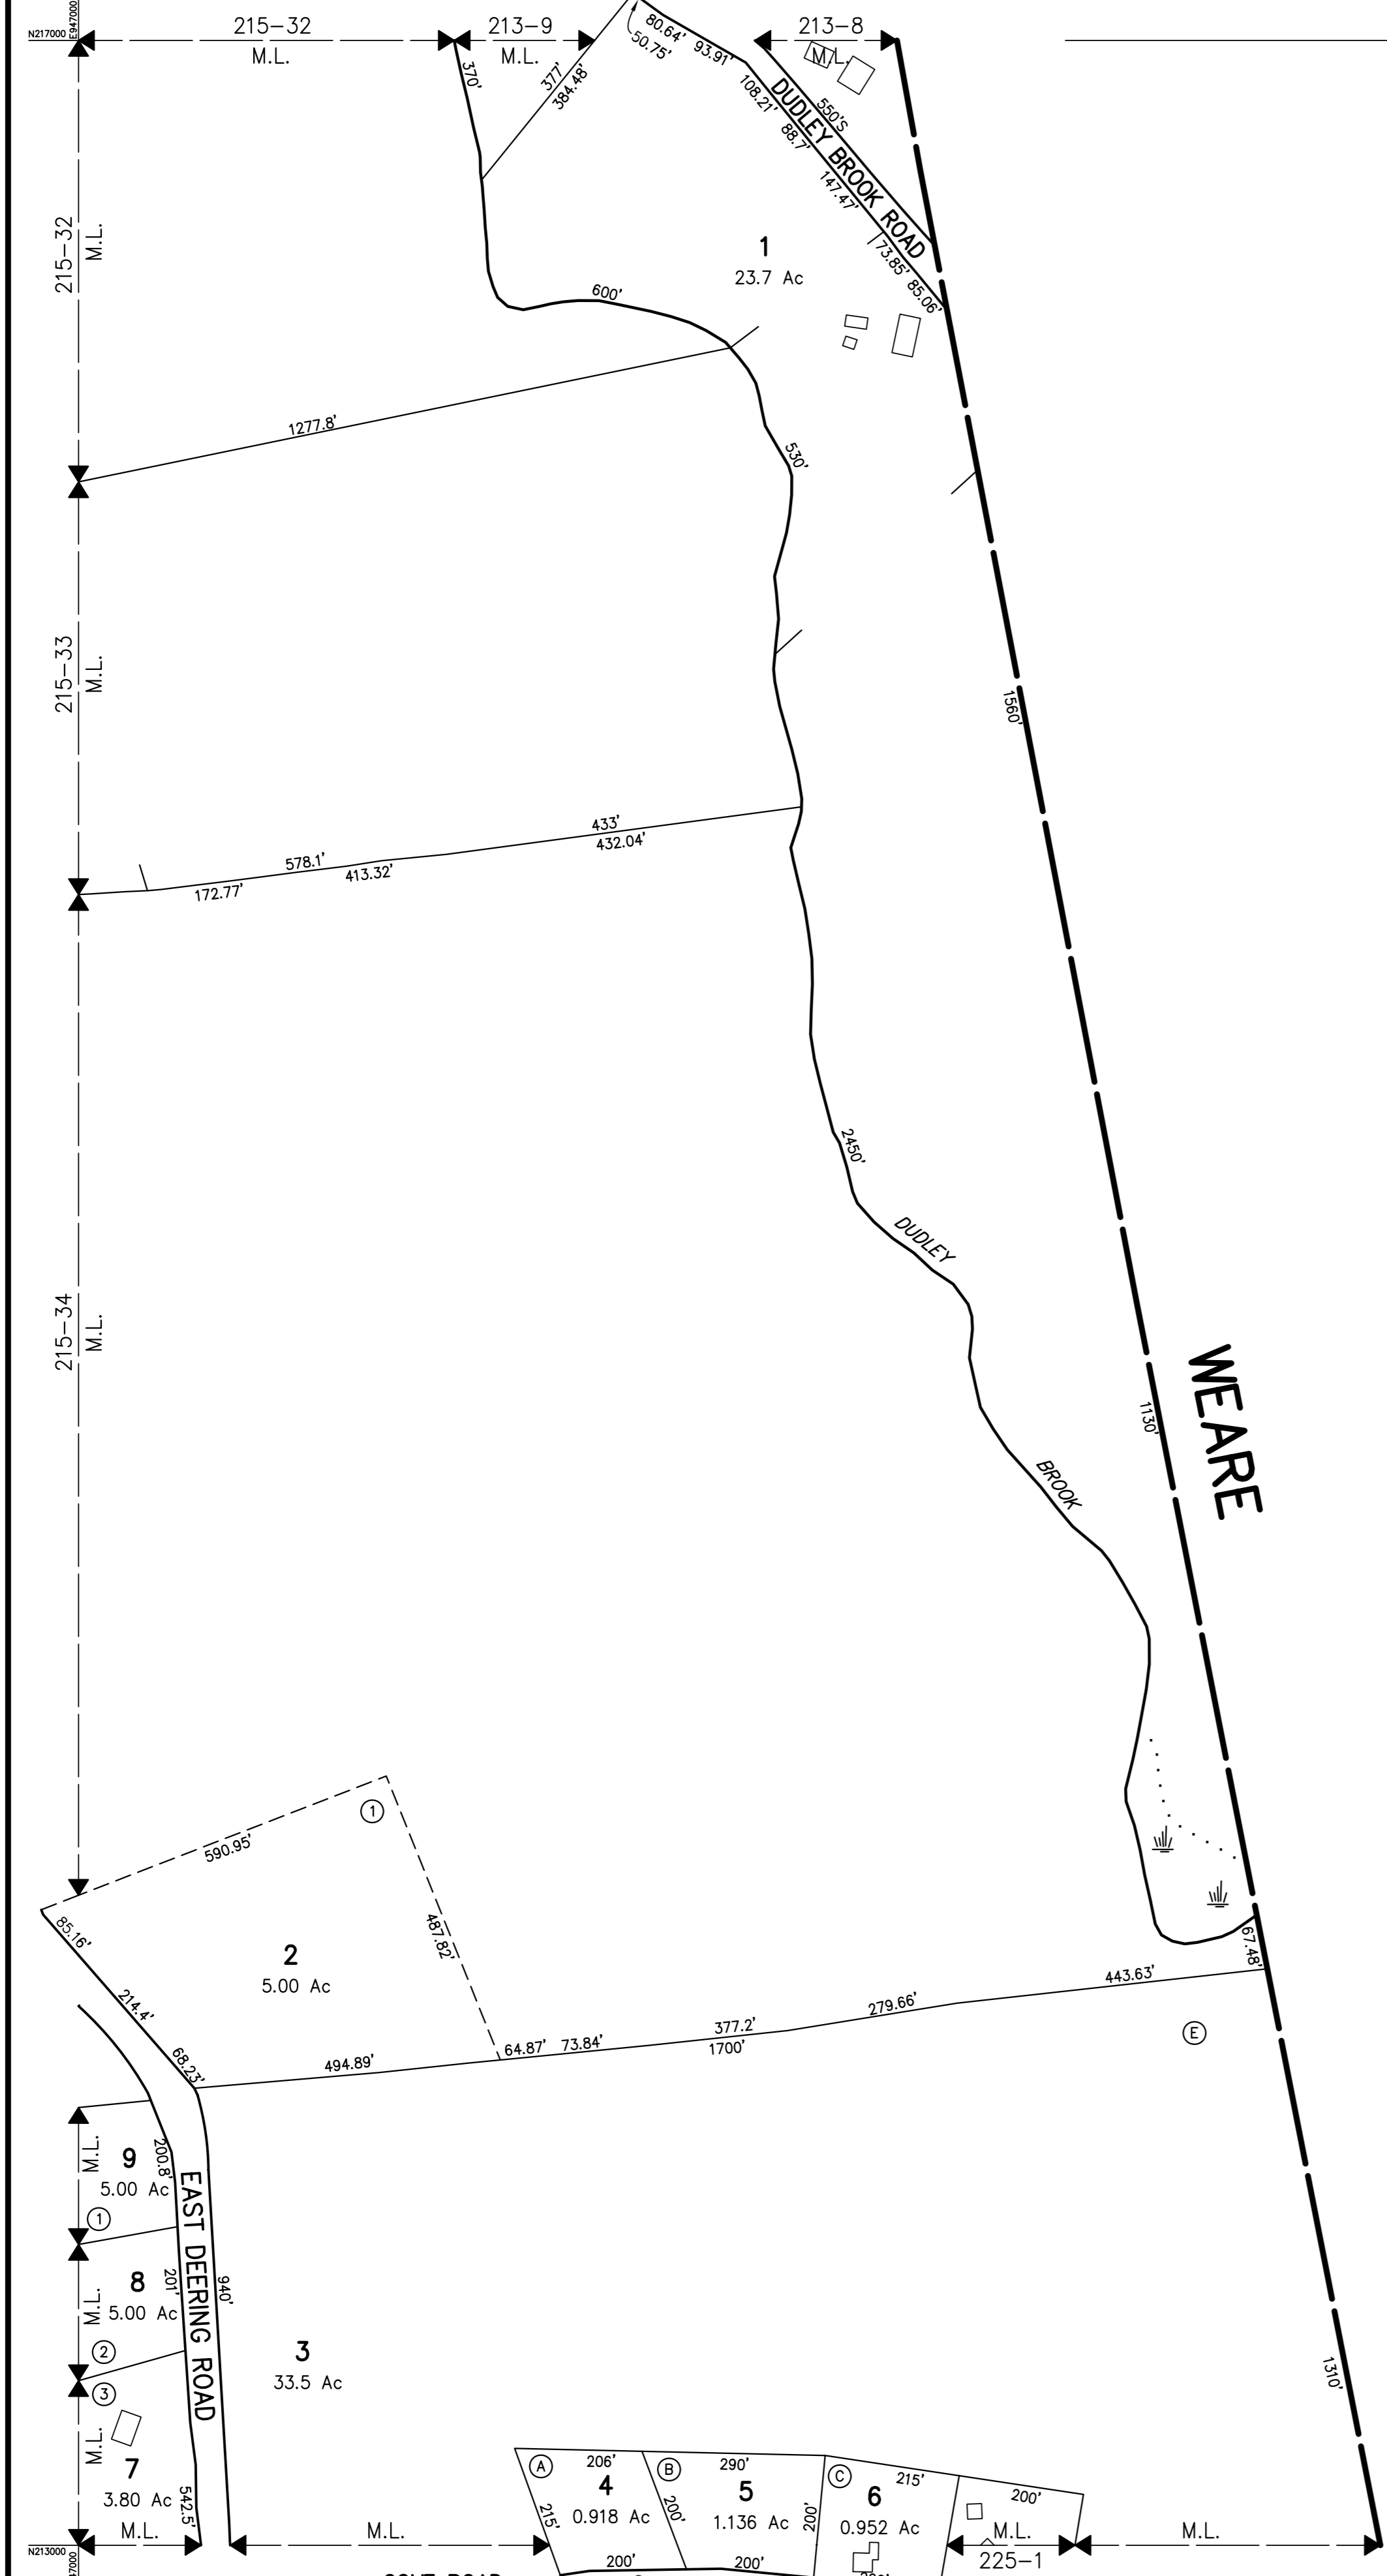 N217000
E947000
215-32
213-9
213-8
M.L.
M.L.
M.L.
50.75'
80.64'
93.91'
370'
377'
384.48'
108.21'
88.7'
147.47'
73.85'
85.06'
550'S
DUDLEY BROOK ROAD
215-32
M.L.
1
23.7 Ac
600'
1277.8'
530'
215-33
M.L.
1560'
433'
432.04'
578.1'
413.32'
172.77'
2450'
DUDLEY
BROOK
215-34
M.L.
WEARE
1130'
1
590.95'
487.82'
85.16'
2
5.00 Ac
214.4'
68.23'
67.48'
443.63'
279.66'
377.2'
1700'
64.87'
73.84'
494.89'
E
M.L.
9
5.00 Ac
200.8'
1
EAST DEERING ROAD
M.L.
8
5.00 Ac
201'
940'
2
3
3
33.5 Ac
1310'
M.L.
7
3.80 Ac
542.5'
A
206'
4
0.918 Ac
215'
B
290'
5
1.136 Ac
200'
200'
C
215'
6
0.952 Ac
200'
M.L.
M.L.
M.L.
M.L.
225-1
N213000
200'
200'